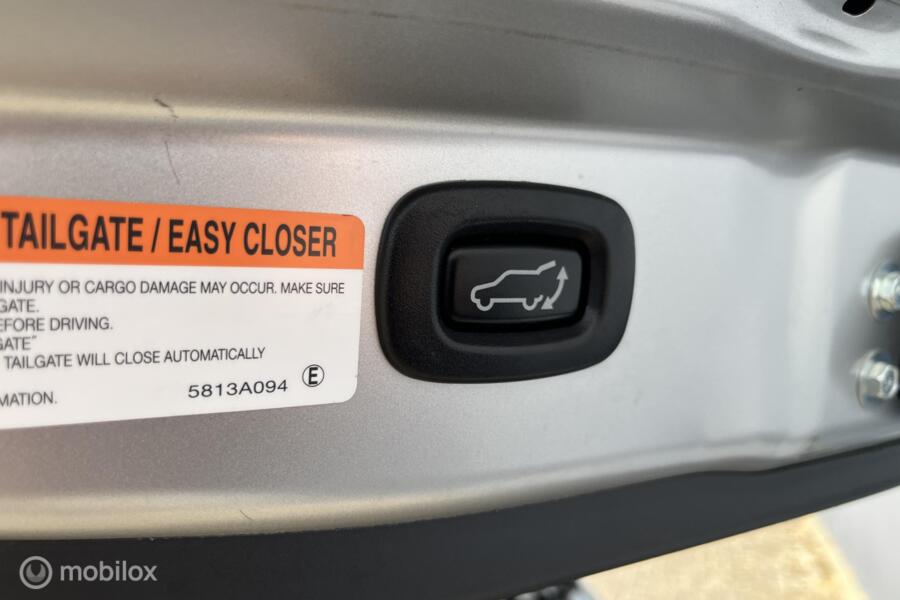 TAILGATE / EASY CLOSER
INJURY OR CARGO DAMAGE MAY OCCUR. MAKE SURE
GATE.
EFORE DRIVING.
GATE"
TAILGATE WILL CLOSE AUTOMATICALLY
MATION.
5813A094 E
mobilox